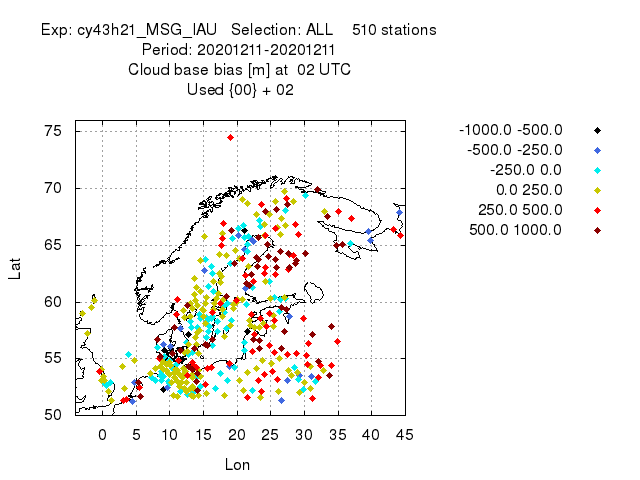 Exp: cy43h21_MSG_IAU   Selection: ALL    510 stations
Period: 20201211-20201211
Cloud base bias [m] at  02 UTC
Used {00} + 02
-1000.0 -500.0
-500.0 -250.0
-250.0 0.0
0.0 250.0
250.0 500.0
500.0 1000.0
75
70
65
60
55
50
Lat
0 5 10 15 20 25 30 35 40 45
Lon